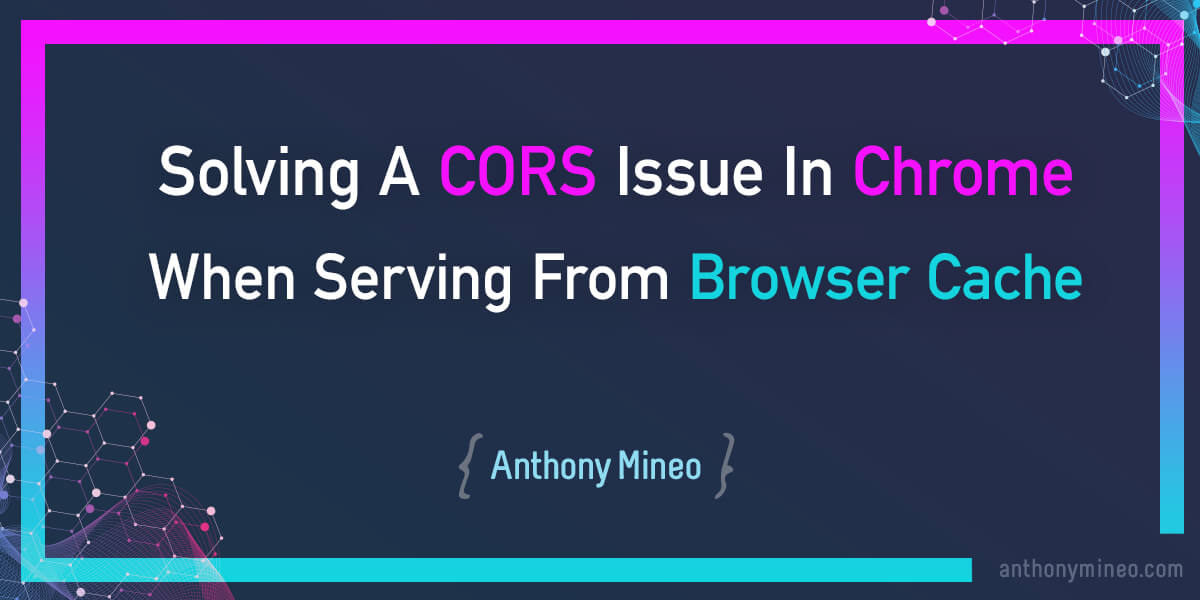 Solving A CORS Issue In Chrome
When Serving From Browser Cache
{ Anthony Mineo }
anthonymineo.com